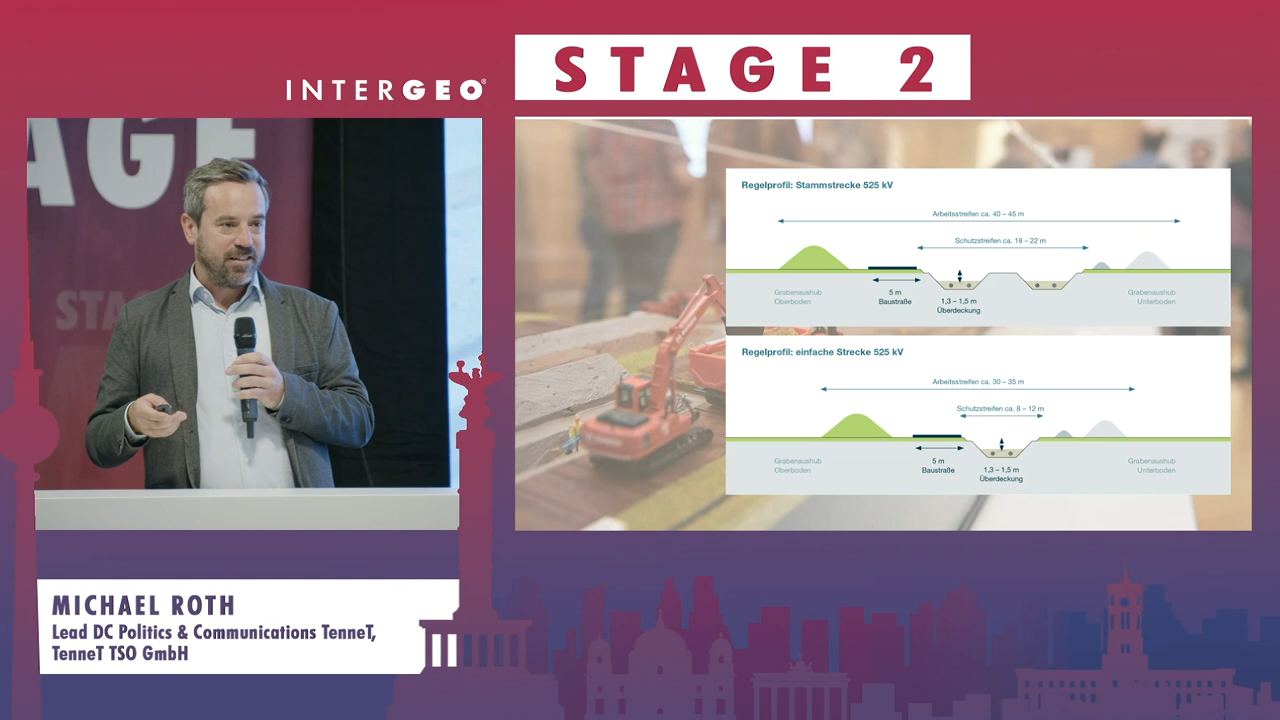 INTERGEO®
STAGE 2
AGE
STA
Regelprofil: Stammstrecke 525 kV
Arbeitsstreifen ca. 40 – 45 m
Schutzstreifen ca. 18 – 22 m
Grabenaushub
Oberboden
5 m
Baustraße
1,3 – 1,5 m
Überdeckung
Grabenaushub
Unterboden
Regelprofil: einfache Strecke 525 kV
Arbeitsstreifen ca. 30 – 35 m
Schutzstreifen ca. 8 – 12 m
Grabenaushub
Oberboden
5 m
Baustraße
1,3 – 1,5 m
Überdeckung
Grabenaushub
Unterboden
MICHAEL ROTH
Lead DC Politics & Communications TenneT,
TenneT TSO GmbH